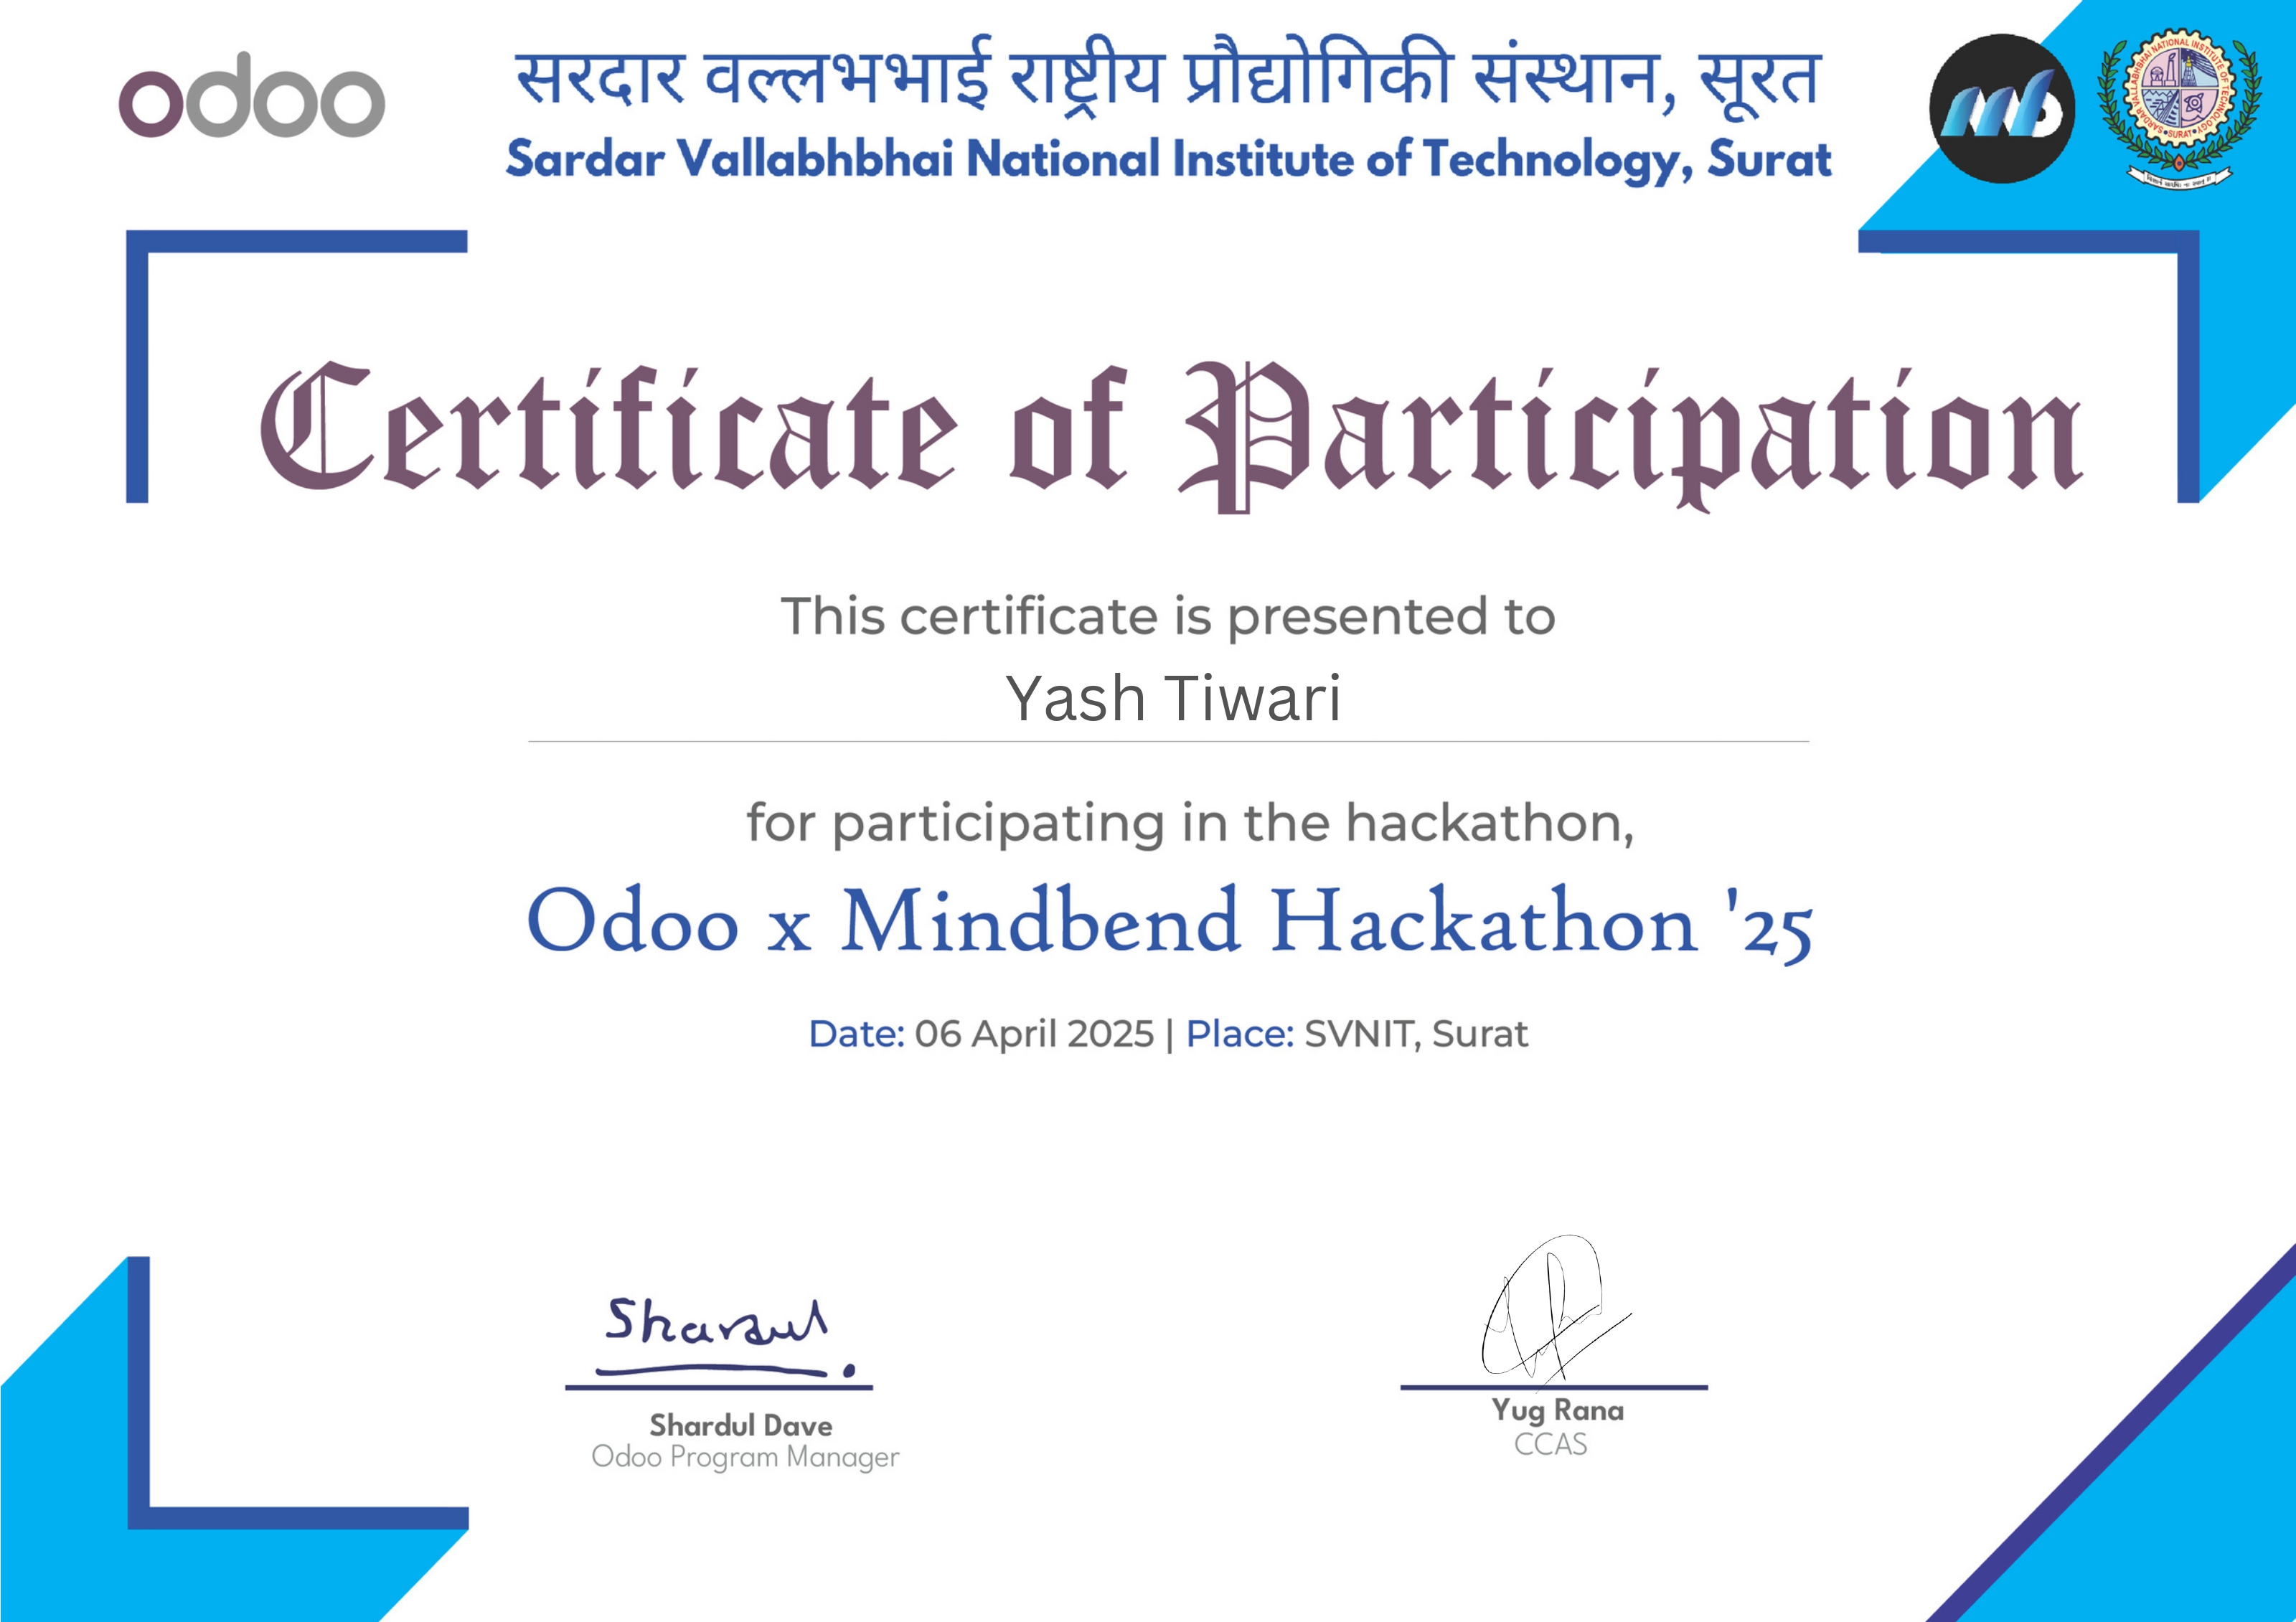 odoo
सरदार वल्लभभाई राष्ट्रीय प्रौद्योगिकी संस्थान, सूरत
Sardar Vallabhbhai National Institute of Technology, Surat
SARDAR VALLABHBHAI NATIONAL INSTITUTE OF TECHNOLOGY
SURAT
Certificate of Participation
This certificate is presented to
Yash Tiwari
for participating in the hackathon,
Odoo x Mindbend Hackathon '25
Date: 06 April 2025 | Place: SVNIT, Surat
Shardul
Shardul Dave
Odoo Program Manager
Yug Rana
CCAS